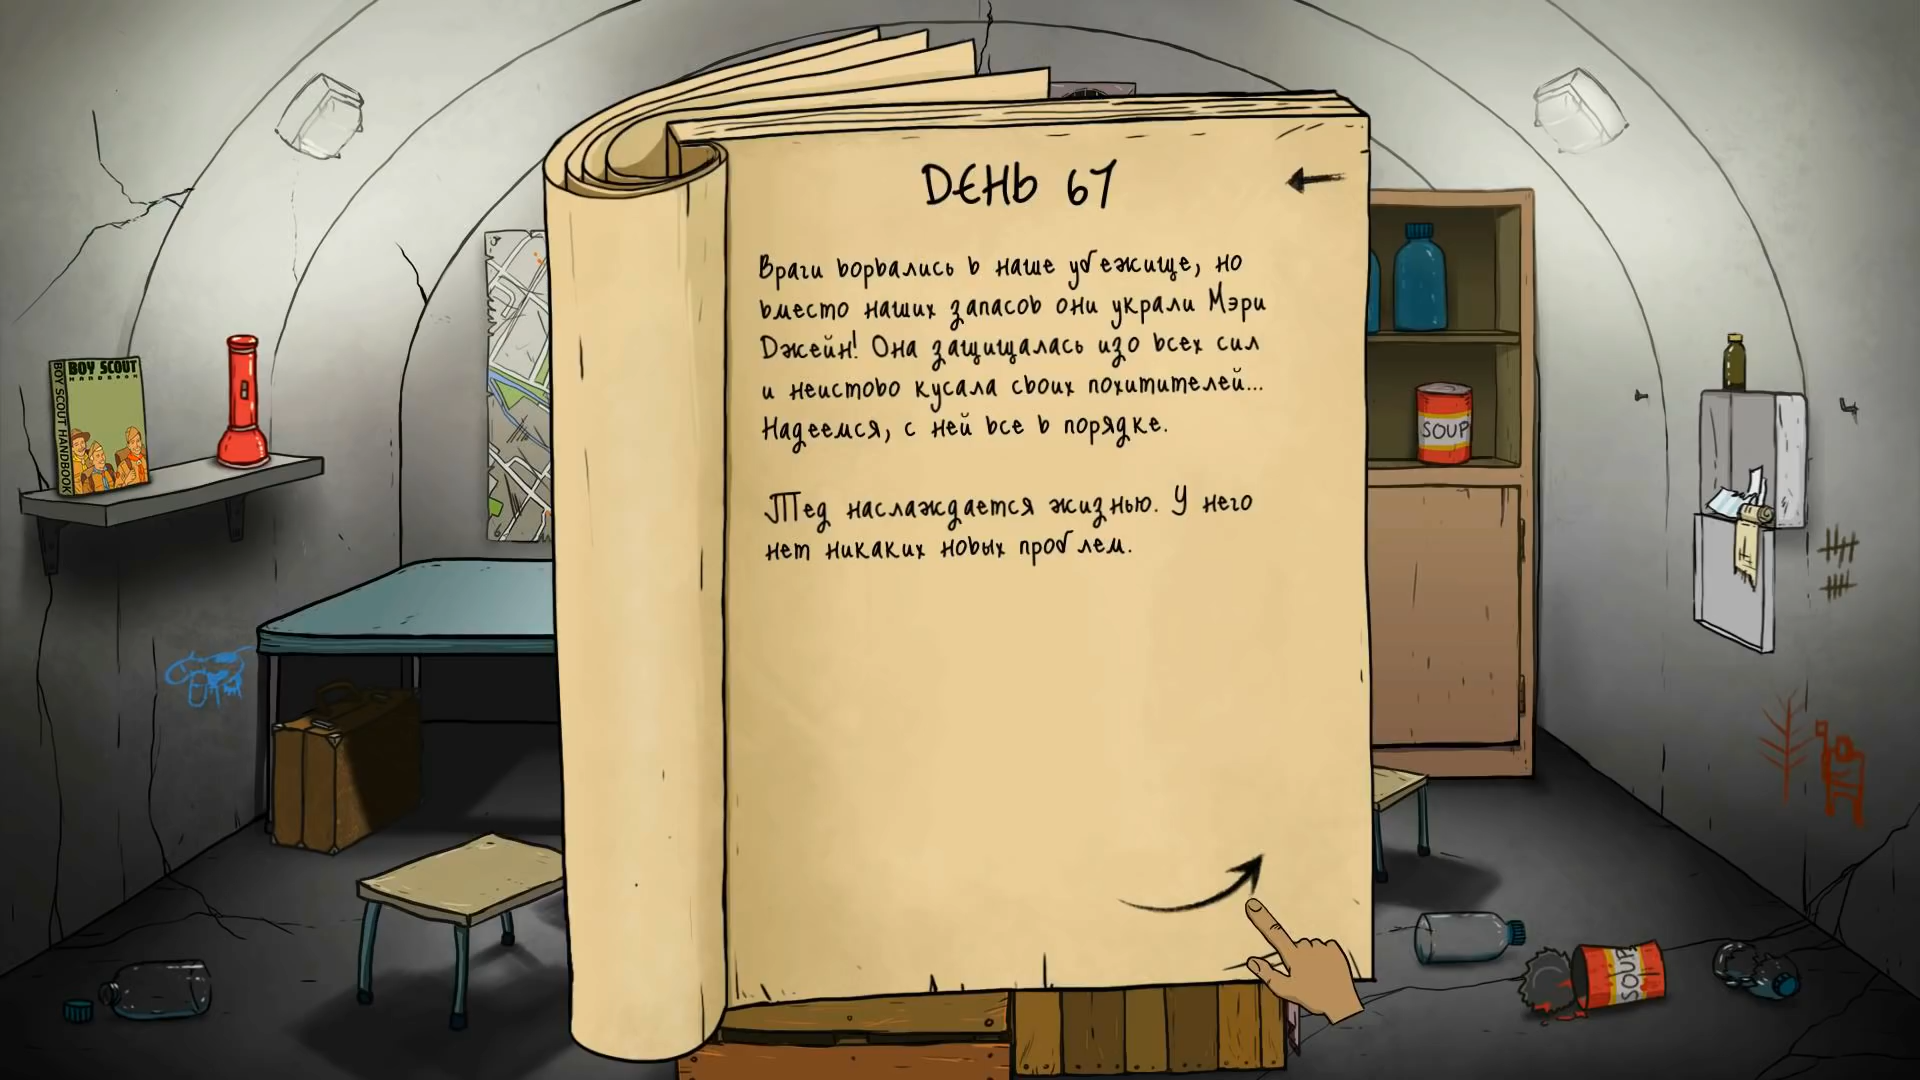 ДЕНЬ 67
Враги ворвались в наше убежище, но
вместо наших запасов они украли Мэри
Джейн! Она защищалась изо всех сил
и неистово кусала своих похитителей...
Надеемся, с ней все в порядке.
Тед наслаждается жизнью. У него
нет никаких новых проблем.
BOY SCOUT
HANDBOOK
BOY SCOUT HANDBOOK
SOUP
SOUP